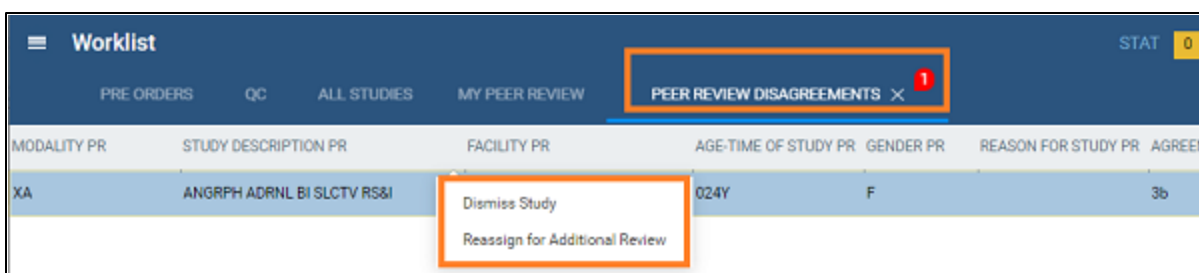 Worklist
STAT 0
PRE ORDERS QC ALL STUDIES MY PEER REVIEW PEER REVIEW DISAGREEMENTS × 1
MODALITY PR STUDY DESCRIPTION PR FACILITY PR AGE-TIME OF STUDY PR GENDER PR REASON FOR STUDY PR AGREE
XA ANGRPH ADRNL BI SLCTV RS&I 024Y F 3b
Dismiss Study
Reassign for Additional Review